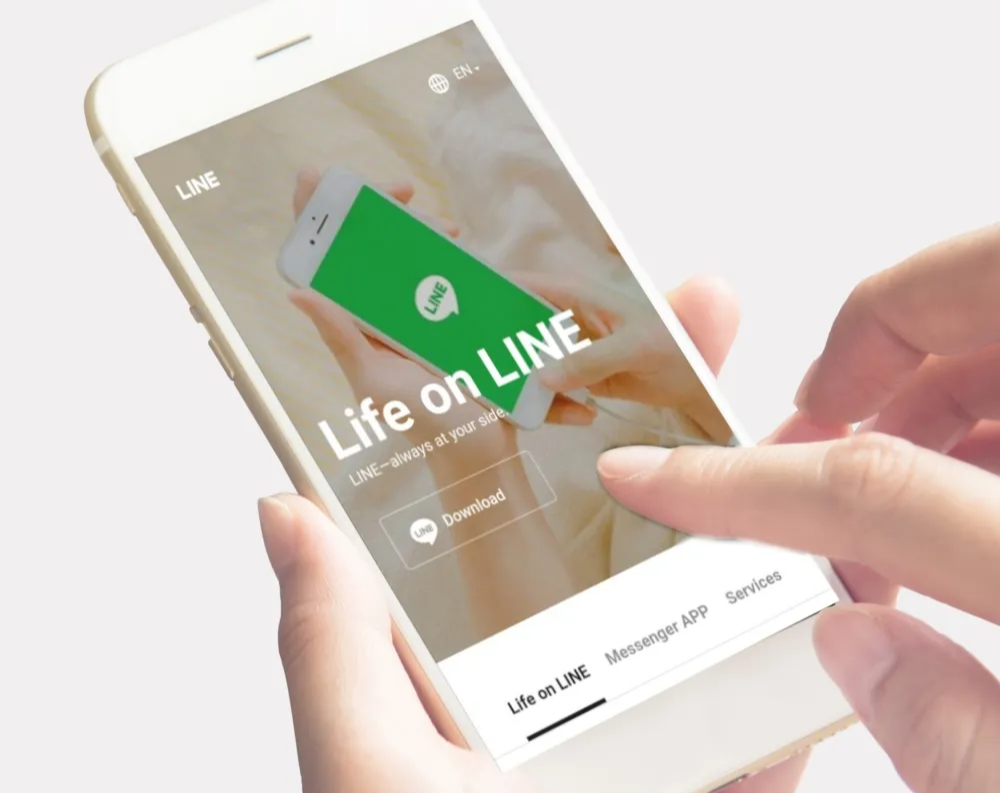 EN
LINE
LINE
Life on LINE
LINE—always at your side.
LINE Download
Life on LINE Messenger APP Services